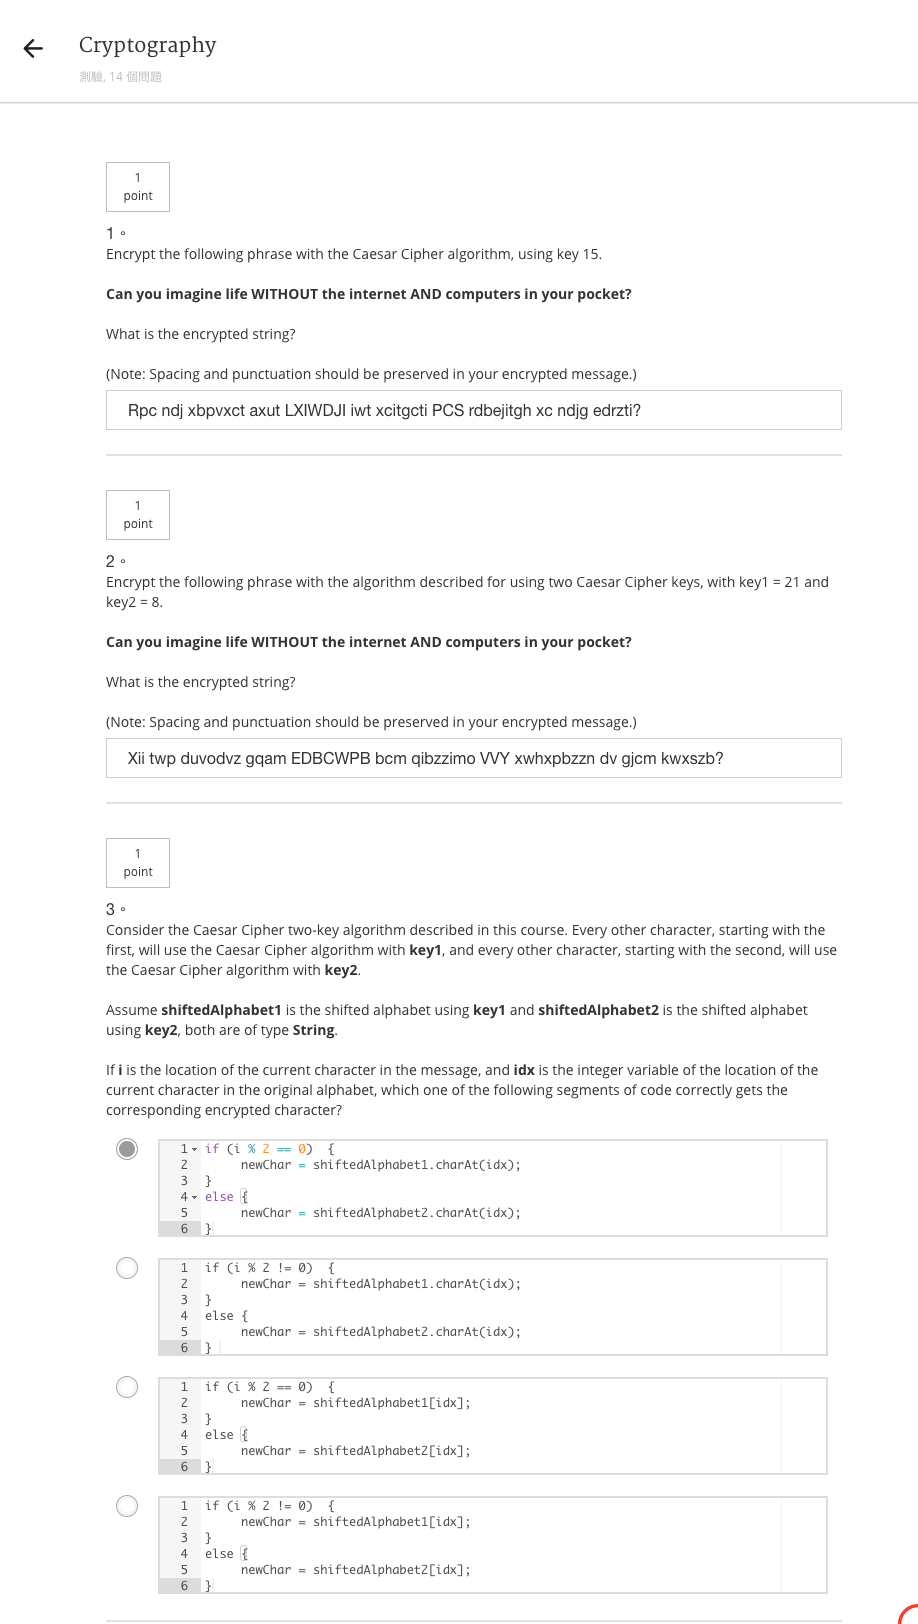 Cryptography
測驗, 14 個問題
1
point
1。
Encrypt the following phrase with the Caesar Cipher algorithm, using key 15.
Can you imagine life WITHOUT the internet AND computers in your pocket?
What is the encrypted string?
(Note: Spacing and punctuation should be preserved in your encrypted message.)
Rpc ndj xbpvxct axut LXIWDJI iwt xcitgcti PCS rdbejitgh xc ndjg edrzti?
1
point
2。
Encrypt the following phrase with the algorithm described for using two Caesar Cipher keys, with key1 = 21 and
key2 = 8.
Can you imagine life WITHOUT the internet AND computers in your pocket?
What is the encrypted string?
(Note: Spacing and punctuation should be preserved in your encrypted message.)
Xii twp duvodvz gqam EDBCWPB bcm qibzzimo VVY xwhxpbzzn dv gjcm kwxszb?
1
point
3。
Consider the Caesar Cipher two-key algorithm described in this course. Every other character, starting with the
first, will use the Caesar Cipher algorithm with key1, and every other character, starting with the second, will use
the Caesar Cipher algorithm with key2.
Assume shiftedAlphabet1 is the shifted alphabet using key1 and shiftedAlphabet2 is the shifted alphabet
using key2, both are of type String.
If i is the location of the current character in the message, and idx is the integer variable of the location of the
current character in the original alphabet, which one of the following segments of code correctly gets the
corresponding encrypted character?
1 if (i % 2 == 0) {
2 newChar = shiftedAlphabet1.charAt(idx);
3 }
4 else {
5 newChar = shiftedAlphabet2.charAt(idx);
6 }
1 if (i % 2 != 0) {
2 newChar = shiftedAlphabet1.charAt(idx);
3 }
4 else {
5 newChar = shiftedAlphabet2.charAt(idx);
6 }
1 if (i % 2 == 0) {
2 newChar = shiftedAlphabet1[idx];
3 }
4 else {
5 newChar = shiftedAlphabet2[idx];
6 }
1 if (i % 2 != 0) {
2 newChar = shiftedAlphabet1[idx];
3 }
4 else {
5 newChar = shiftedAlphabet2[idx];
6 }